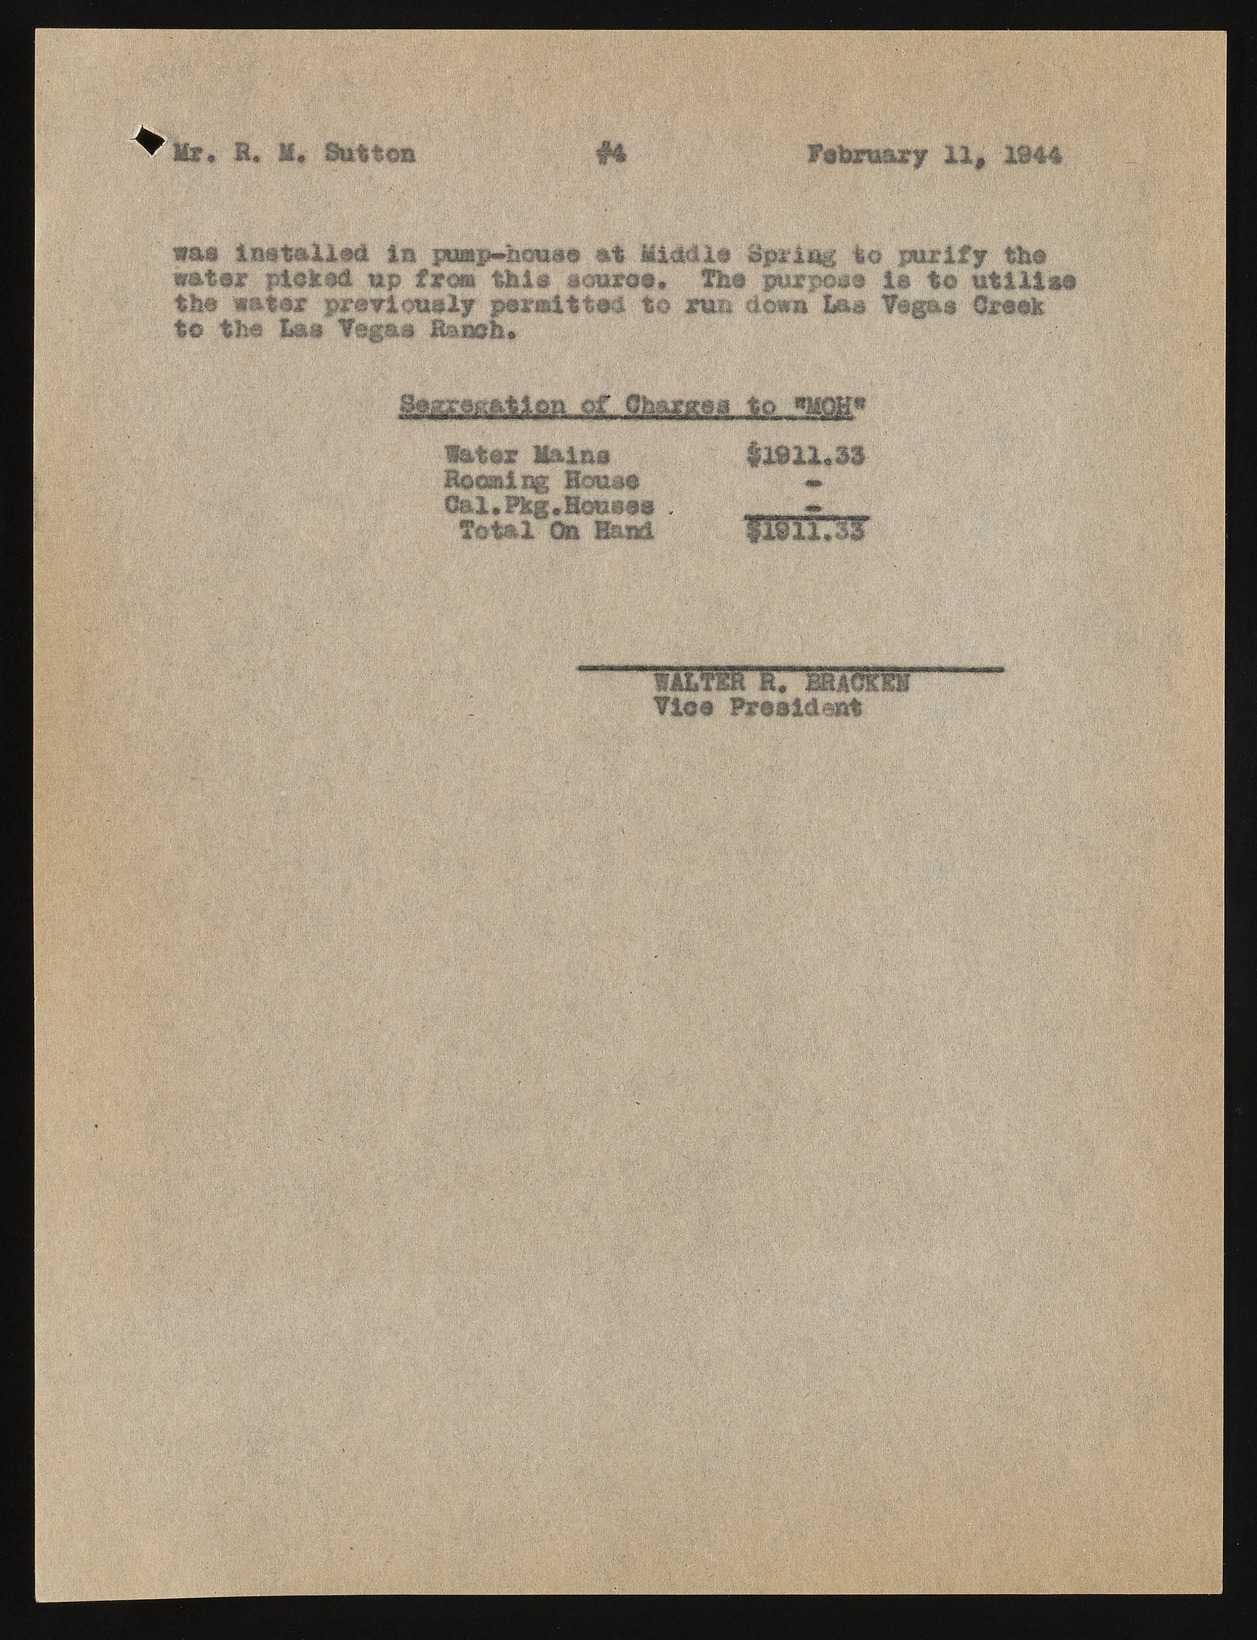 Mr. R. M. Sutton #4 February 11, 1944
was installed in pump-house at Middle Spring to purify the
water picked up from this source. The purpose is to utilize
the water previously permitted to run down Las Vegas Creek
to the Las Vegas Ranch.
Segregation of Charges to "MOH"
Water Mains $1911.33
Rooming House -
Cal.Pkg.Houses . -
Total On Hand $1911.33
WALTER R. BRACKEN
Vice President